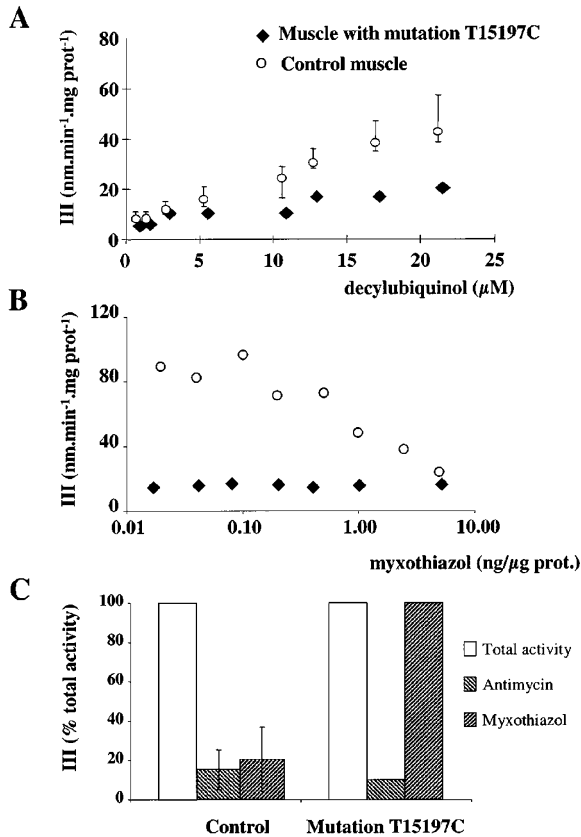 A
◆ Muscle with mutation T15197C
○ Control muscle
III (nm.min⁻¹.mg prot⁻¹)
80
60
40
20
0
0 5 10 15 20 25
decylubiquinol (µM)
B
III (nm.min⁻¹.mg prot⁻¹)
120
80
40
0
0.01 0.10 1.00 10.00
myxothiazol (ng/µg prot.)
C
III (% total activity)
100
80
60
40
20
0
Total activity
Antimycin
Myxothiazol
Control Mutation T15197C